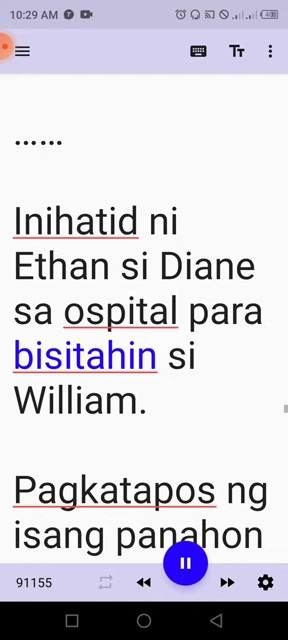 10:29 AM
......
Inihatid ni
Ethan si Diane
sa ospital para
bisitahin si
William.
Pagkatapos ng
isang panahon
91155